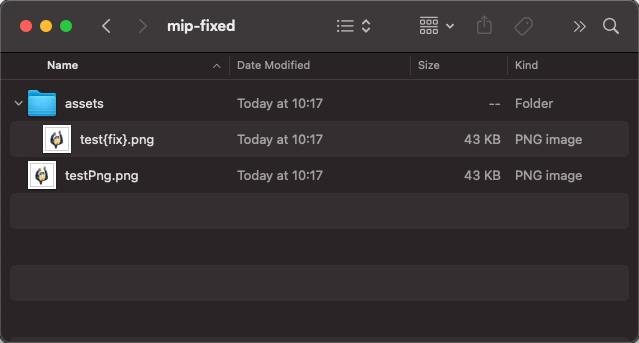 mip-fixed
Name Date Modified Size Kind
assets Today at 10:17 -- Folder
test{fix}.png Today at 10:17 43 KB PNG image
testPng.png Today at 10:17 43 KB PNG image